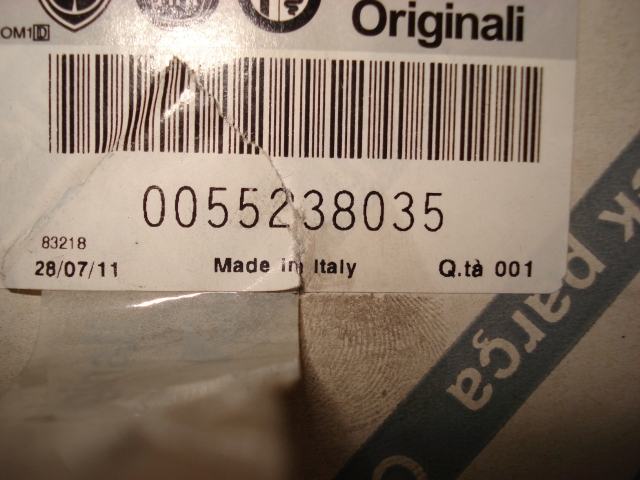 Originali
OM1D
0055238035
83218
28/07/11 Made in Italy Q.tà 001
parça